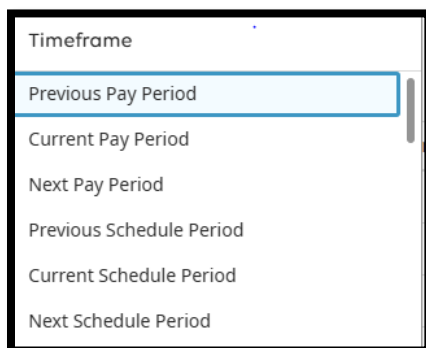 Timeframe
Previous Pay Period
Current Pay Period
Next Pay Period
Previous Schedule Period
Current Schedule Period
Next Schedule Period